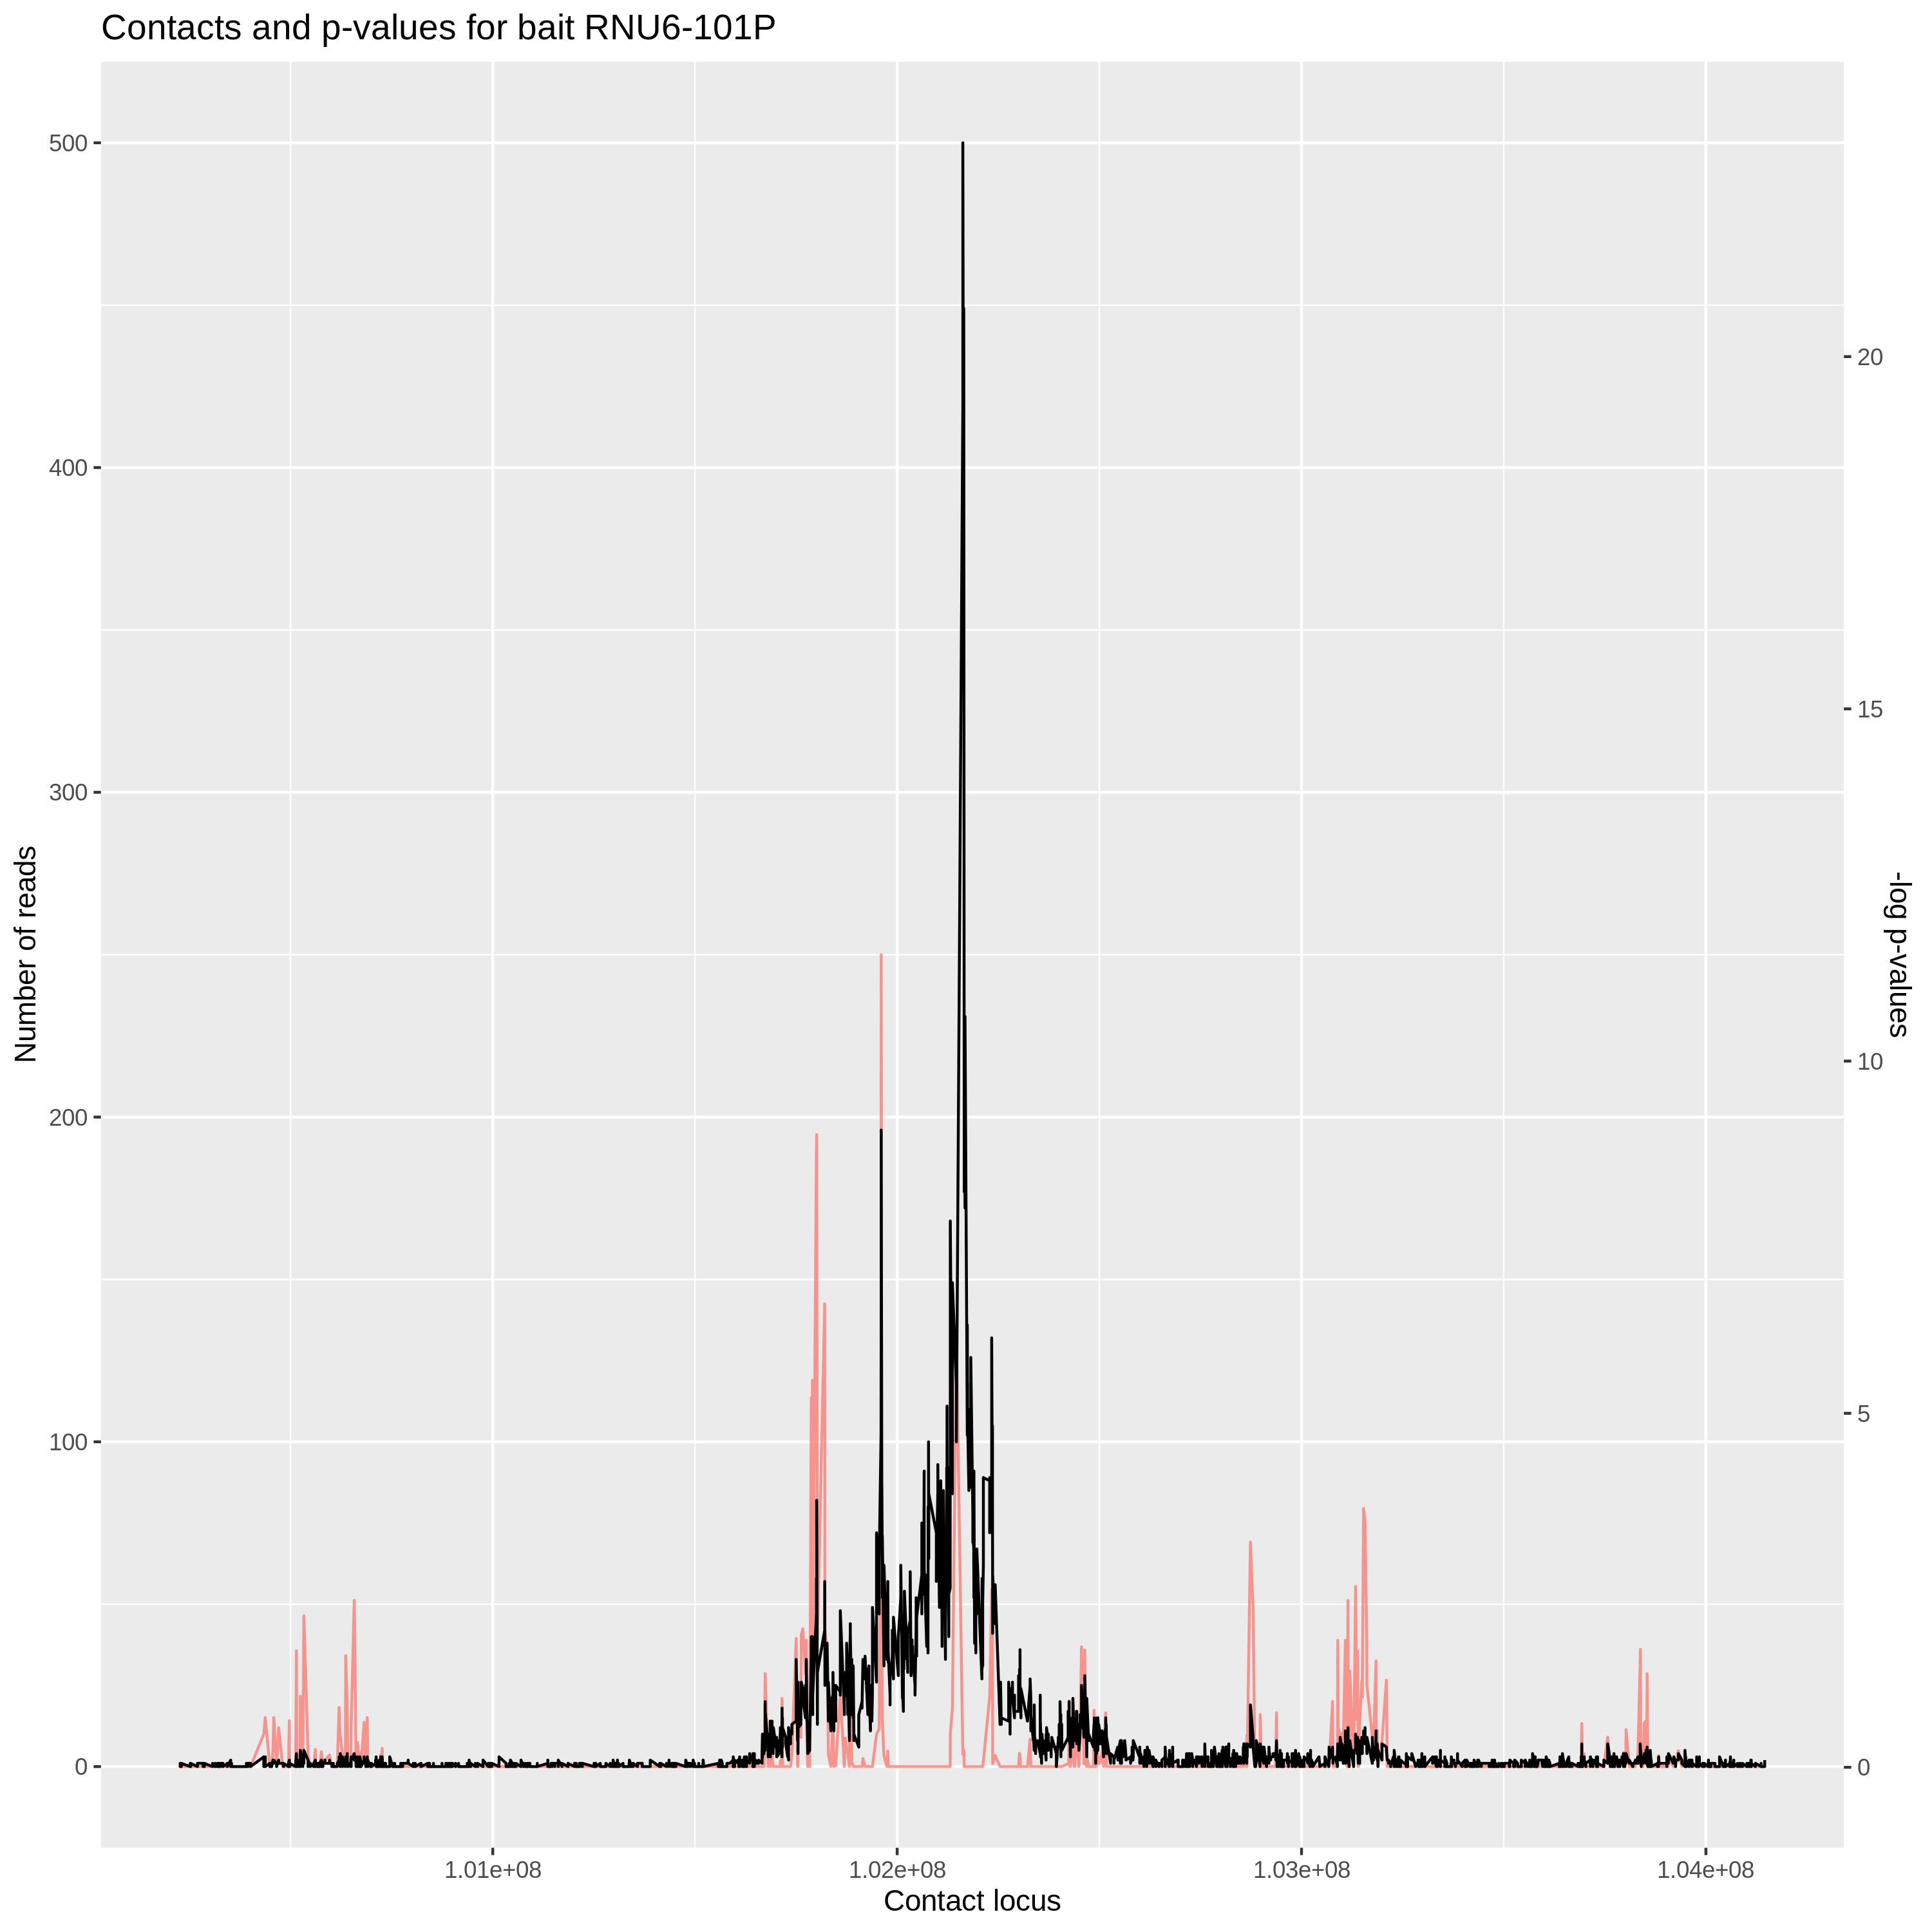 Contacts and p-values for bait RNU6-101P
500
400
300
200
100
0
Number of reads
20
15
10
5
0
-log p-values
1.01e+08
1.02e+08
1.03e+08
1.04e+08
Contact locus